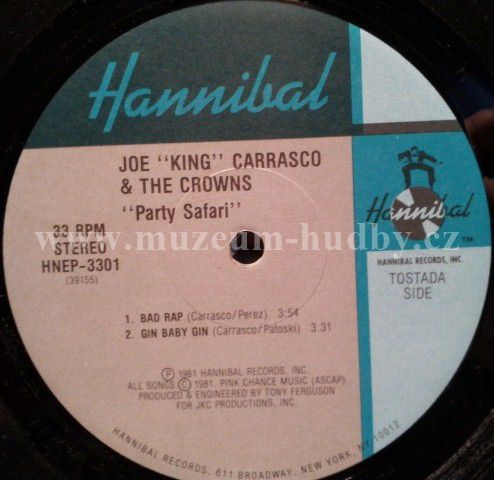 Hannibal
JOE "KING" CARRASCO
& THE CROWNS
"Party Safari"
33 RPM
STEREO
HNEP-3301
(39155)
Hannibal
TM
HANNIBAL RECORDS, INC.
TOSTADA
SIDE
www.muzeum-hudby.cz
1. BAD RAP (Carrasco/Perez) 3:54
2. GIN BABY GIN (Carrasco/Patoski) 3:31
Ⓟ 1981 HANNIBAL RECORDS, INC.
ALL SONGS Ⓒ 1981, PINK CHANCE MUSIC (ASCAP)
PRODUCED & ENGINEERED BY TONY FERGUSON
FOR JKC PRODUCTIONS, INC.
HANNIBAL RECORDS, 611 BROADWAY, NEW YORK, NY 10012